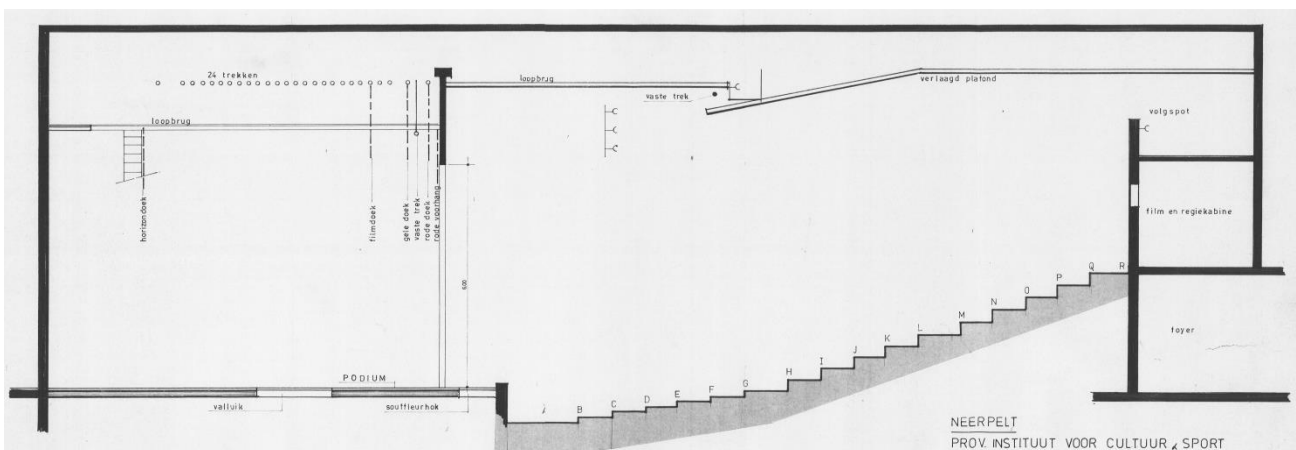 24 trekken
loopbrug
verlaagd plafond
vaste trek
volgspot
loopbrug
horizondoek
filmdoek
gele doek
vaste trek
rode doek
rode voorhang
film en regiekabine
600
B C D E F G H I J K L M N O P Q R
foyer
PODIUM
valluik
souffleurhok
NEERPELT
PROV. INSTITUUT VOOR CULTUUR & SPORT